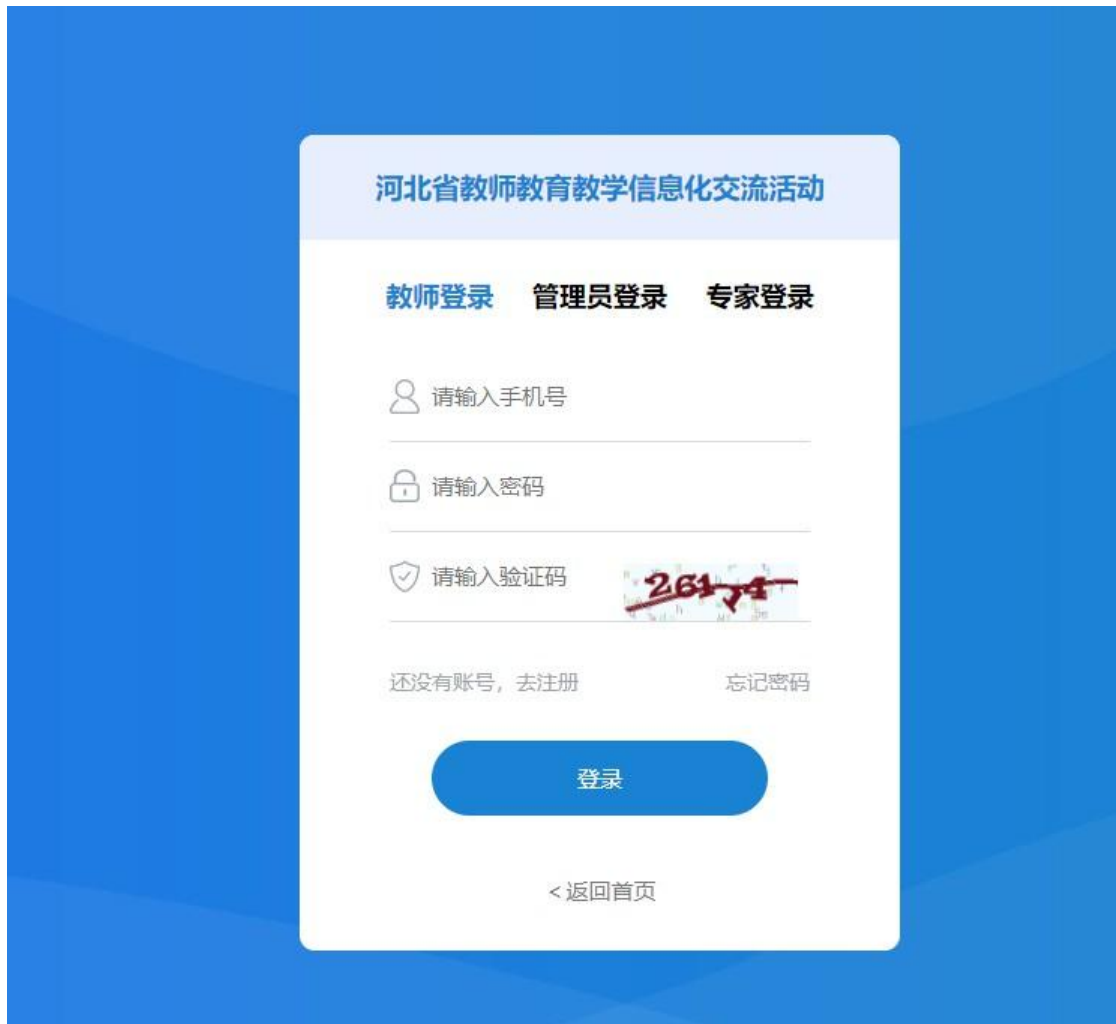 河北省教师教育教学信息化交流活动
教师登录 管理员登录 专家登录
请输入手机号
请输入密码
请输入验证码
还没有账号，去注册 忘记密码
登录
<返回首页